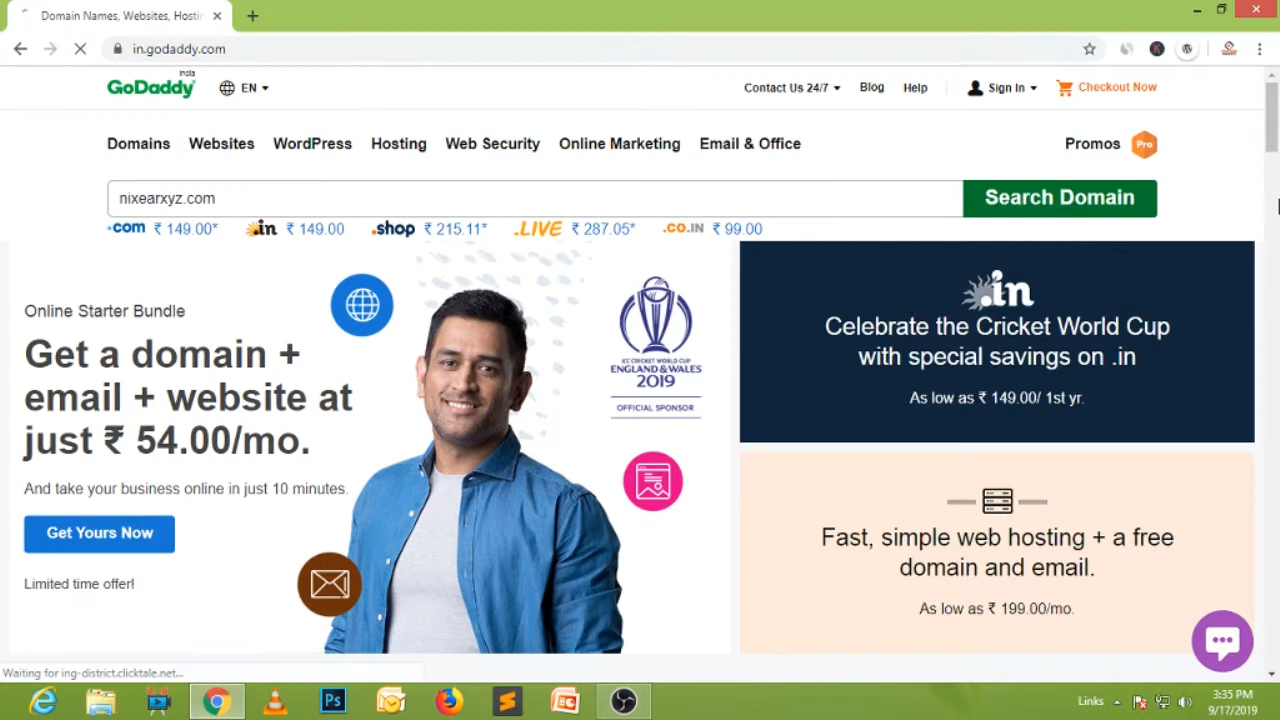 Domain Names, Websites, Hostin
in.godaddy.com
India
GoDaddy
EN
Contact Us 24/7
Blog
Help
Sign In
Checkout Now
Domains
Websites
WordPress
Hosting
Web Security
Online Marketing
Email & Office
Promos
Pro
nixearxyz.com
Search Domain
.com ₹ 149.00*
.in ₹ 149.00
.shop ₹ 215.11*
.LIVE ₹ 287.05*
.CO.IN ₹ 99.00
Online Starter Bundle
Get a domain +
email + website at
just ₹ 54.00/mo.
And take your business online in just 10 minutes.
Get Yours Now
Limited time offer!
ICC CRICKET WORLD CUP
ENGLAND & WALES
2019
OFFICIAL SPONSOR
.in
Celebrate the Cricket World Cup
with special savings on .in
As low as ₹ 149.00/ 1st yr.
Fast, simple web hosting + a free
domain and email.
As low as ₹ 199.00/mo.
Waiting for ing-district.clicktale.net...
Ps
Links
3:35 PM
9/17/2019